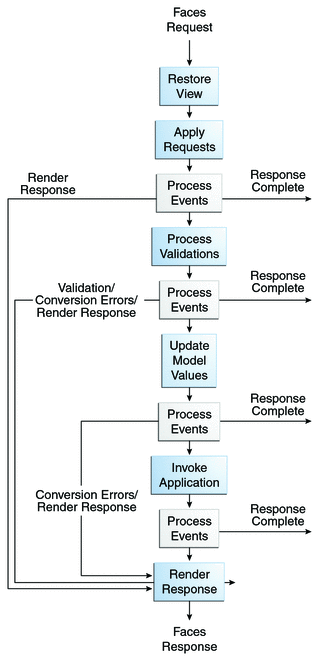 Faces
Request
Restore
View
Apply
Requests
Render
Response
Process
Events
Response
Complete
Process
Validations
Validation/
Conversion Errors/
Render Response
Process
Events
Response
Complete
Update
Model
Values
Process
Events
Response
Complete
Invoke
Application
Conversion Errors/
Render Response
Process
Events
Response
Complete
Render
Response
Faces
Response